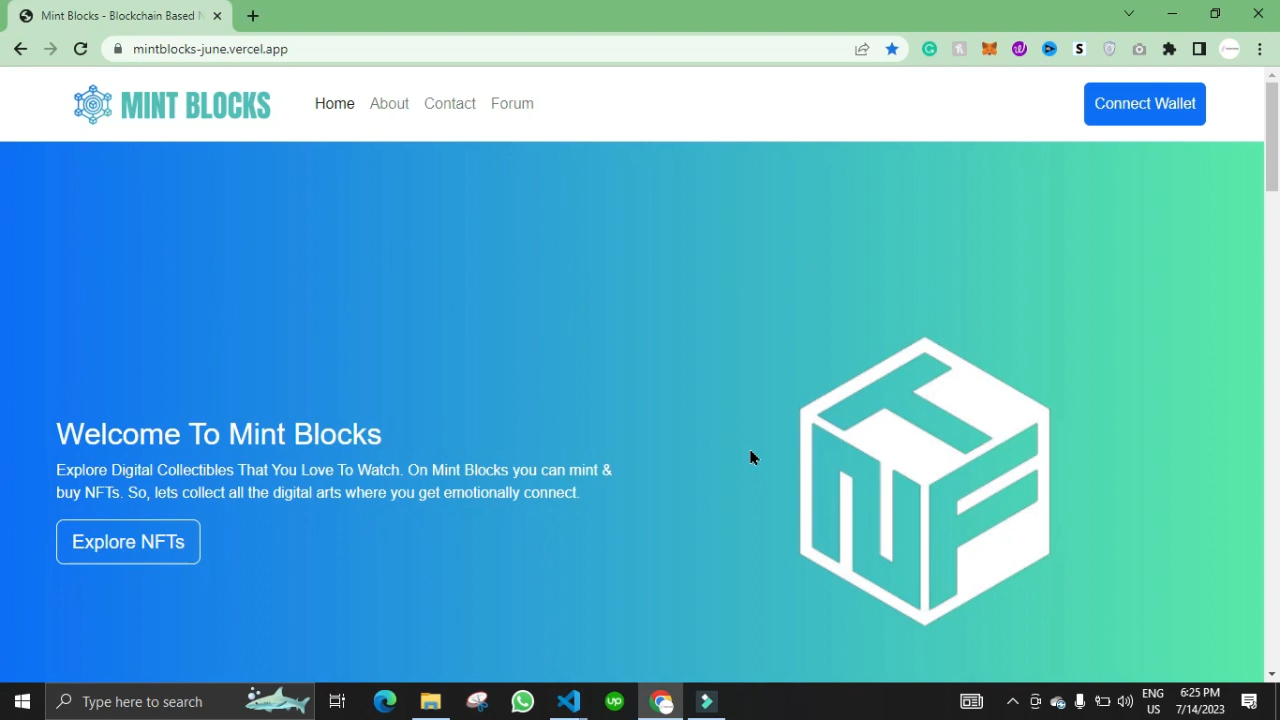 Mint Blocks - Blockchain Based N
mintblocks-june.vercel.app
MINT BLOCKS
Home
About
Contact
Forum
Connect Wallet
Welcome To Mint Blocks
Explore Digital Collectibles That You Love To Watch. On Mint Blocks you can mint &
buy NFTs. So, lets collect all the digital arts where you get emotionally connect.
Explore NFTs
NFT
Type here to search
up
ENG
US
6:25 PM
7/14/2023